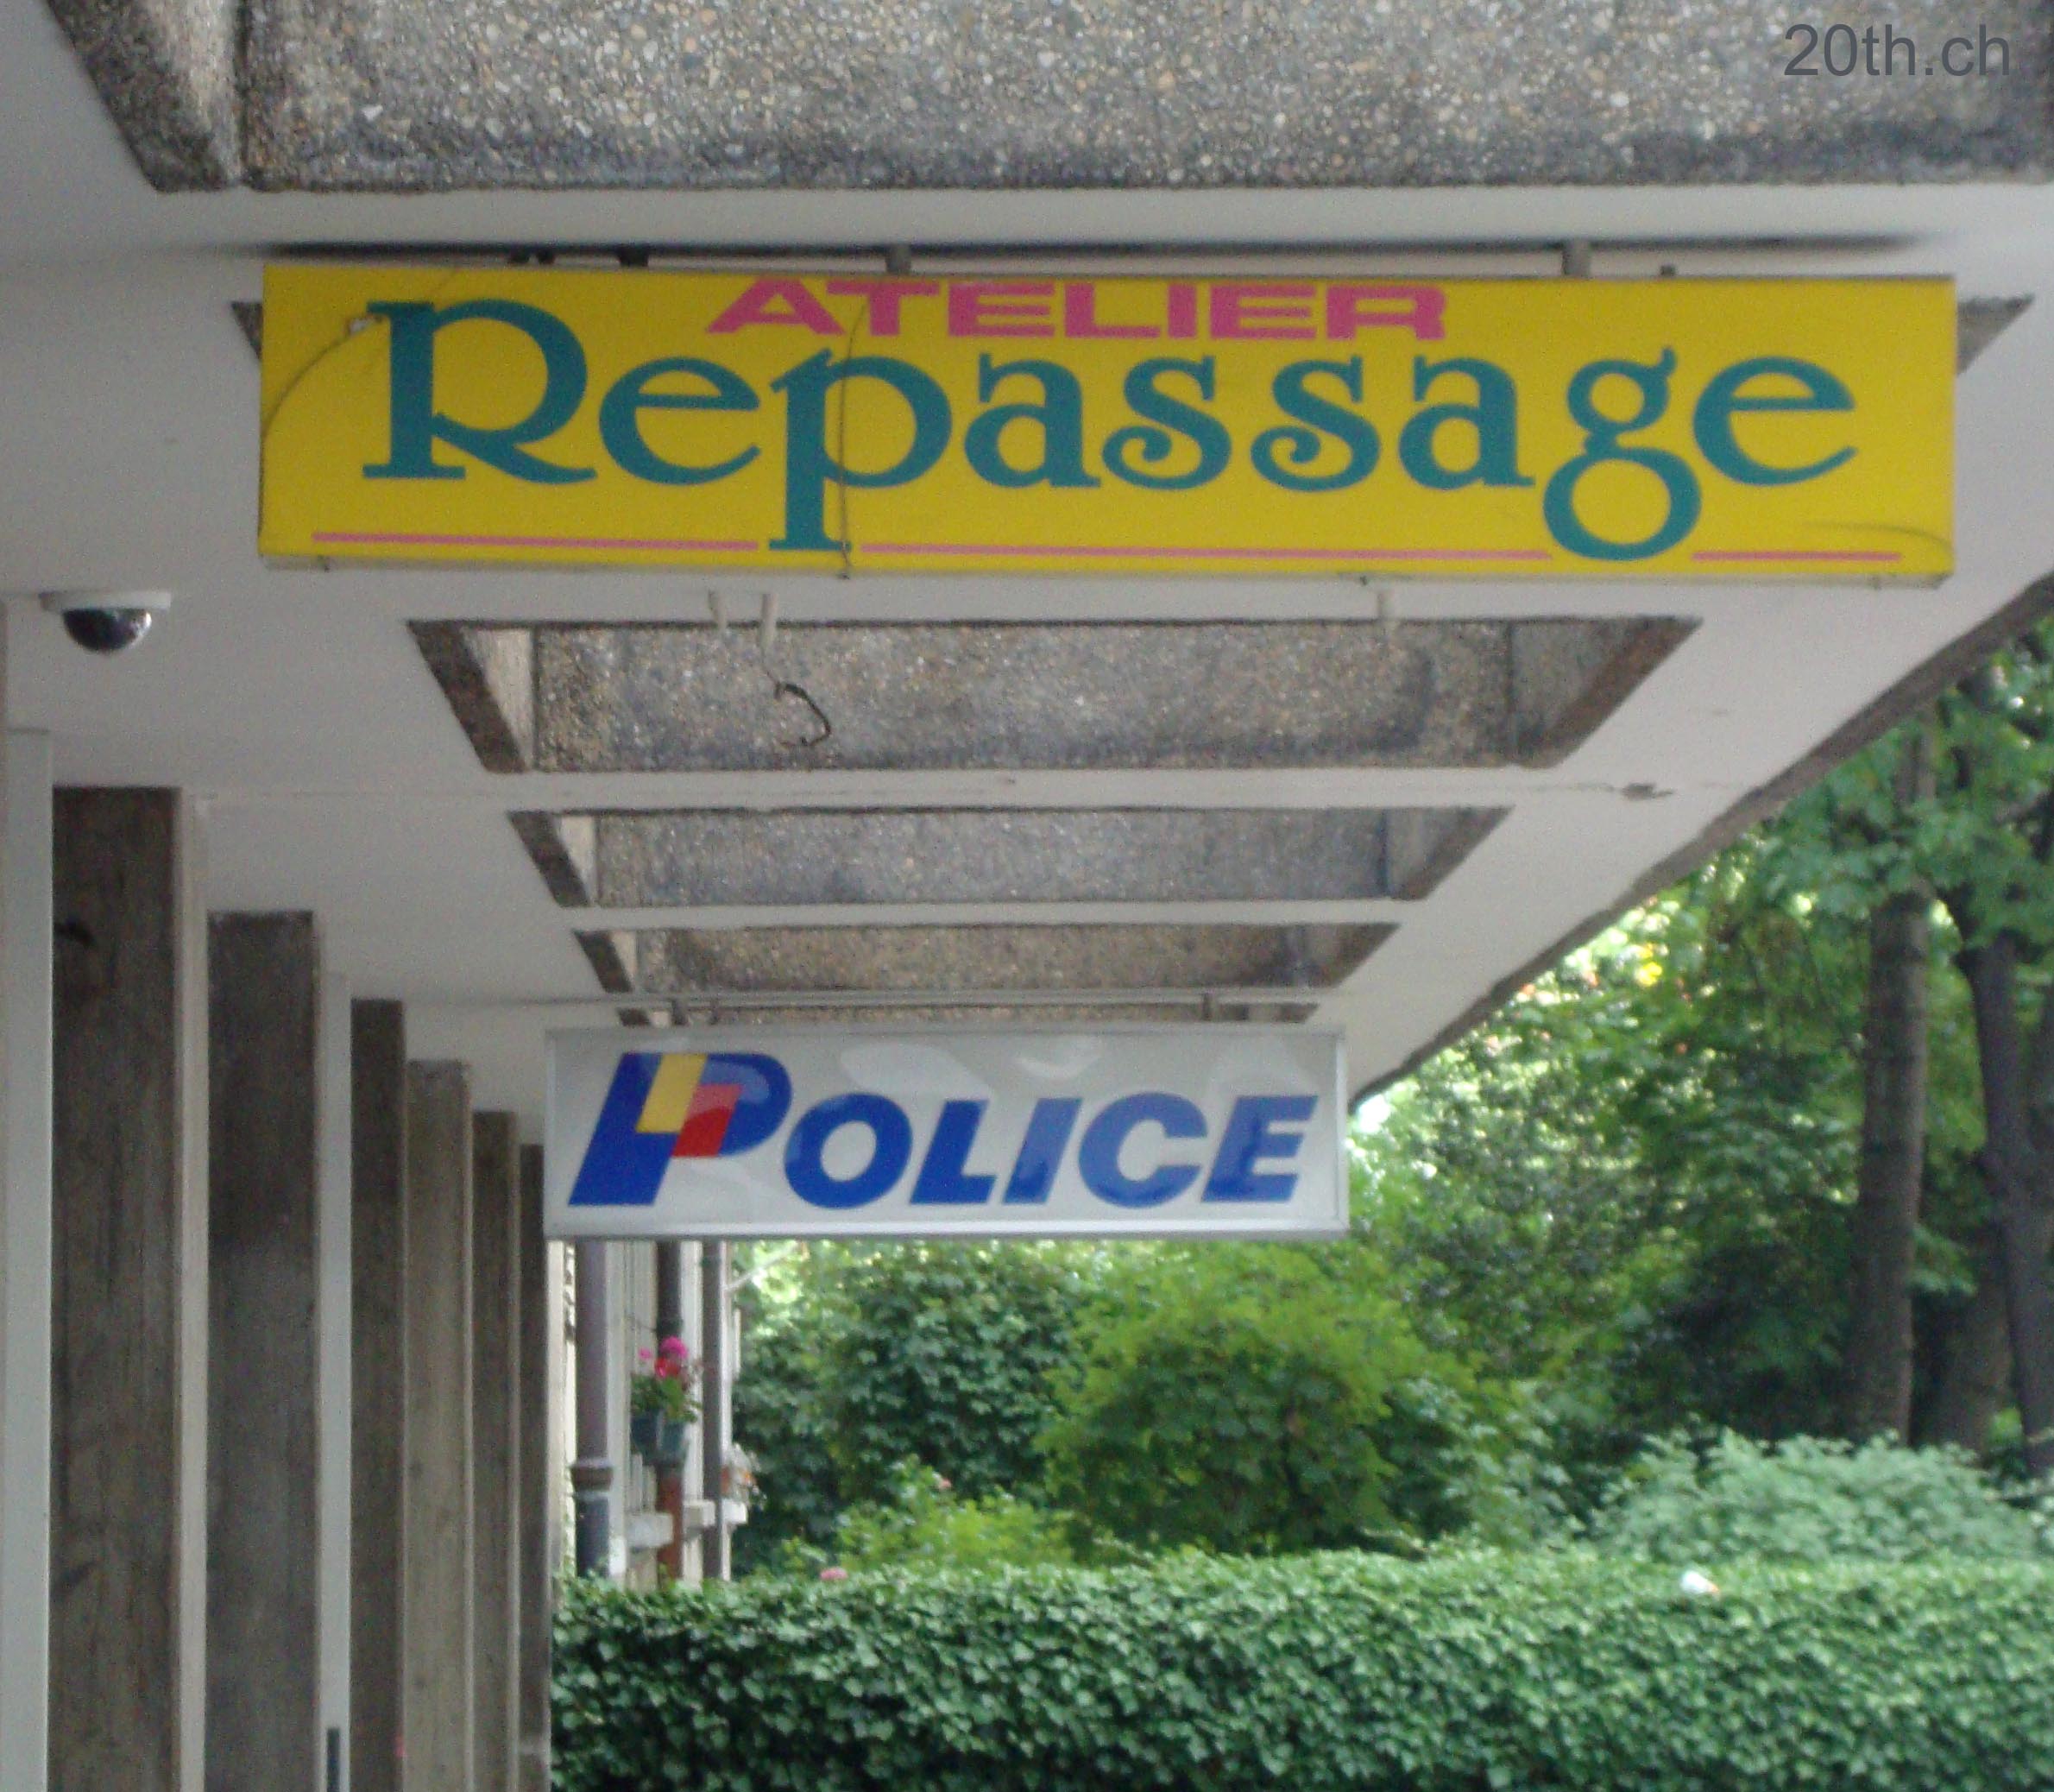 20th.ch
ATELIER
Repassage
POLICE